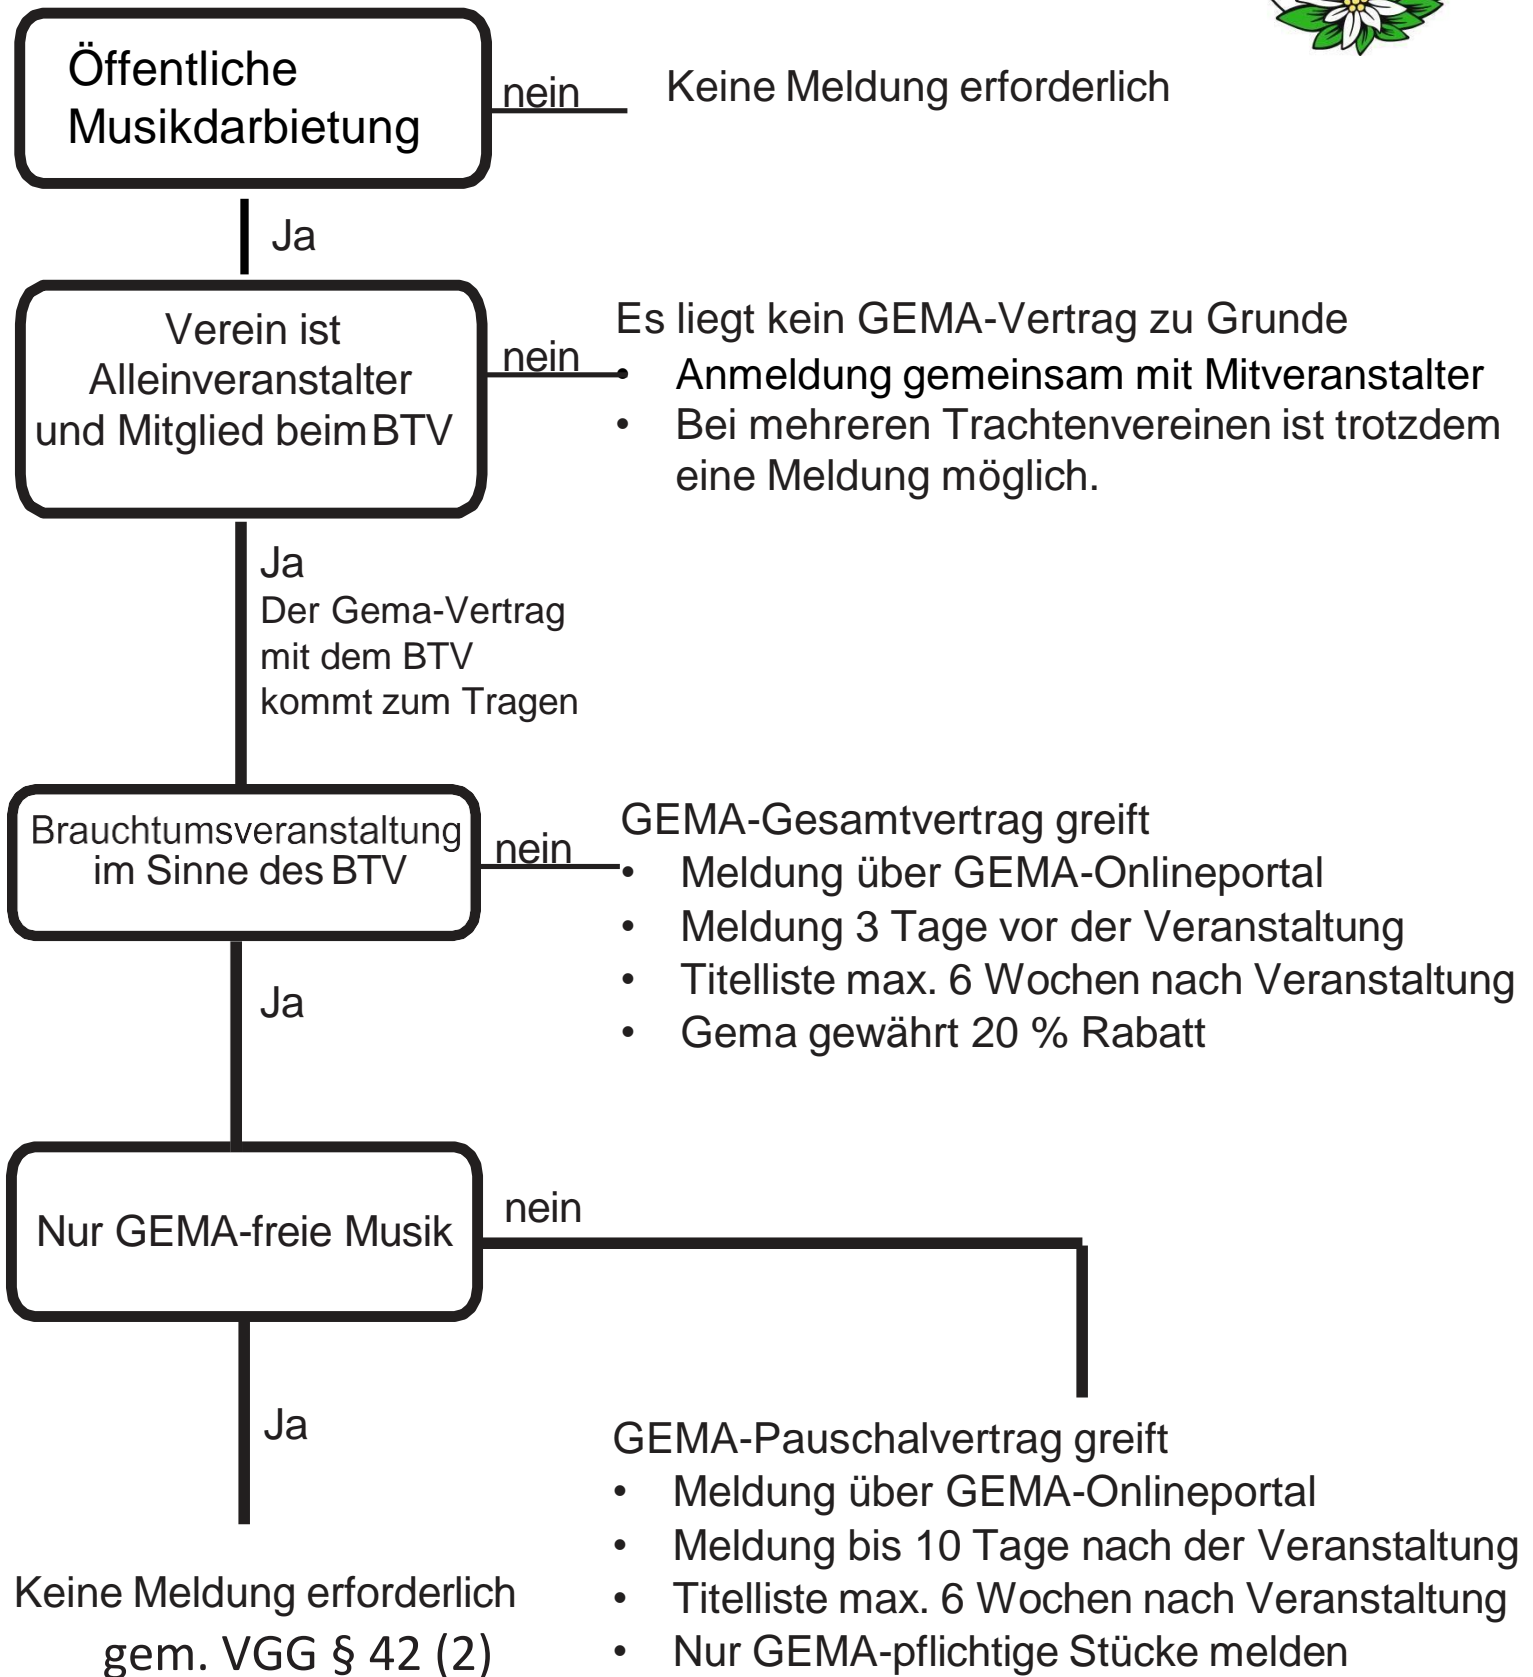 Öffentliche
Musikdarbietung
nein
Keine Meldung erforderlich
Ja
Verein ist
Alleinveranstalter
und Mitglied beim BTV
nein
Es liegt kein GEMA-Vertrag zu Grunde
• Anmeldung gemeinsam mit Mitveranstalter
• Bei mehreren Trachtenvereinen ist trotzdem
eine Meldung möglich.
Ja
Der Gema-Vertrag
mit dem BTV
kommt zum Tragen
Brauchtumsveranstaltung
im Sinne des BTV
nein
GEMA-Gesamtvertrag greift
• Meldung über GEMA-Onlineportal
• Meldung 3 Tage vor der Veranstaltung
• Titelliste max. 6 Wochen nach Veranstaltung
• Gema gewährt 20 % Rabatt
Ja
Nur GEMA-freie Musik
nein
Ja
Keine Meldung erforderlich
gem. VGG § 42 (2)
GEMA-Pauschalvertrag greift
• Meldung über GEMA-Onlineportal
• Meldung bis 10 Tage nach der Veranstaltung
• Titelliste max. 6 Wochen nach Veranstaltung
• Nur GEMA-pflichtige Stücke melden